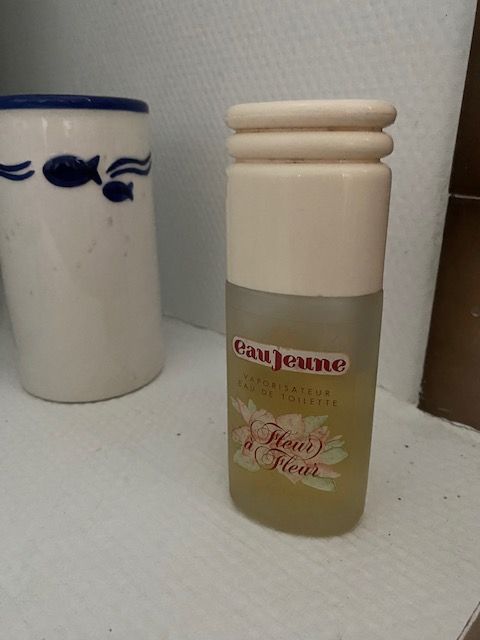 eau jeune
VAPORISATEUR
EAU DE TOILETTE
Fleur
à Fleur